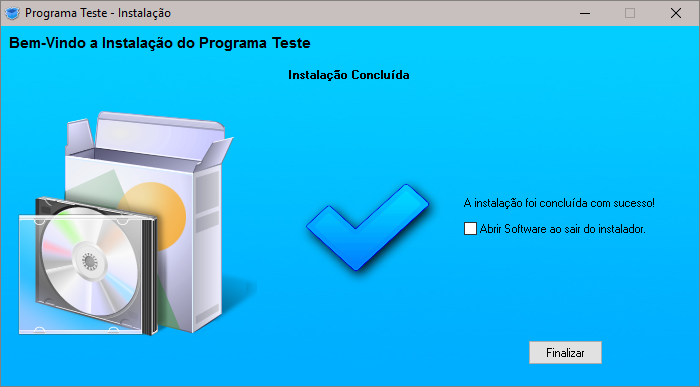 Programa Teste - Instalação
Bem-Vindo a Instalação do Programa Teste
Instalação Concluída
A instalação foi concluída com sucesso!
Abrir Software ao sair do instalador.
Finalizar